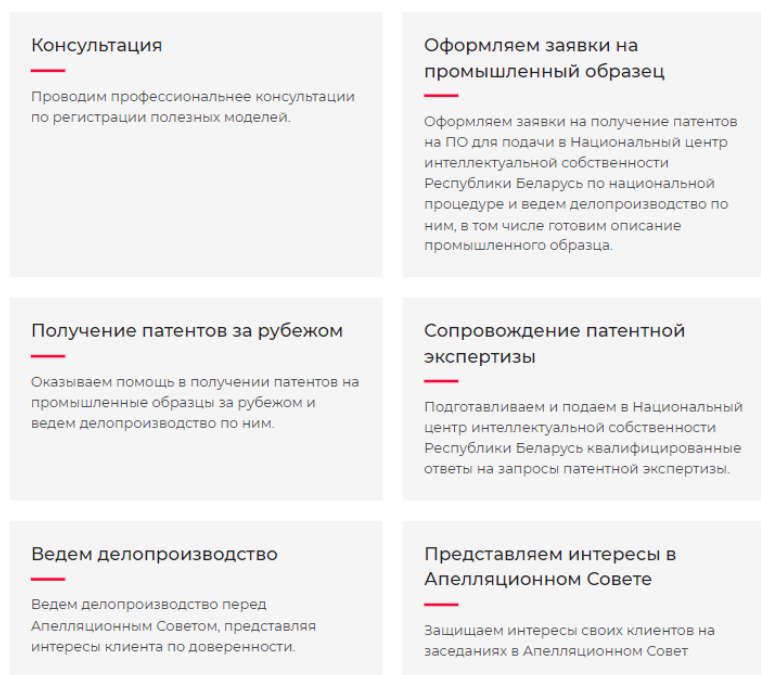 Консультация
Проводим профессиональнее консультации
по регистрации полезных моделей.
Оформляем заявки на
промышленный образец
Оформляем заявки на получение патентов
на ПО для подачи в Национальный центр
интеллектуальной собственности
Республики Беларусь по национальной
процедуре и ведем делопроизводство по
ним, в том числе готовим описание
промышленного образца.
Получение патентов за рубежом
Оказываем помощь в получении патентов на
промышленные образцы за рубежом и
ведем делопроизводство по ним.
Сопровождение патентной
экспертизы
Подготавливаем и подаем в Национальный
центр интеллектуальной собственности
Республики Беларусь квалифицированные
ответы на запросы патентной экспертизы.
Ведем делопроизводство
Ведем делопроизводство перед
Апелляционным Советом, представляя
интересы клиента по доверенности.
Представляем интересы в
Апелляционном Совете
Защищаем интересы своих клиентов на
заседаниях в Апелляционном Совет